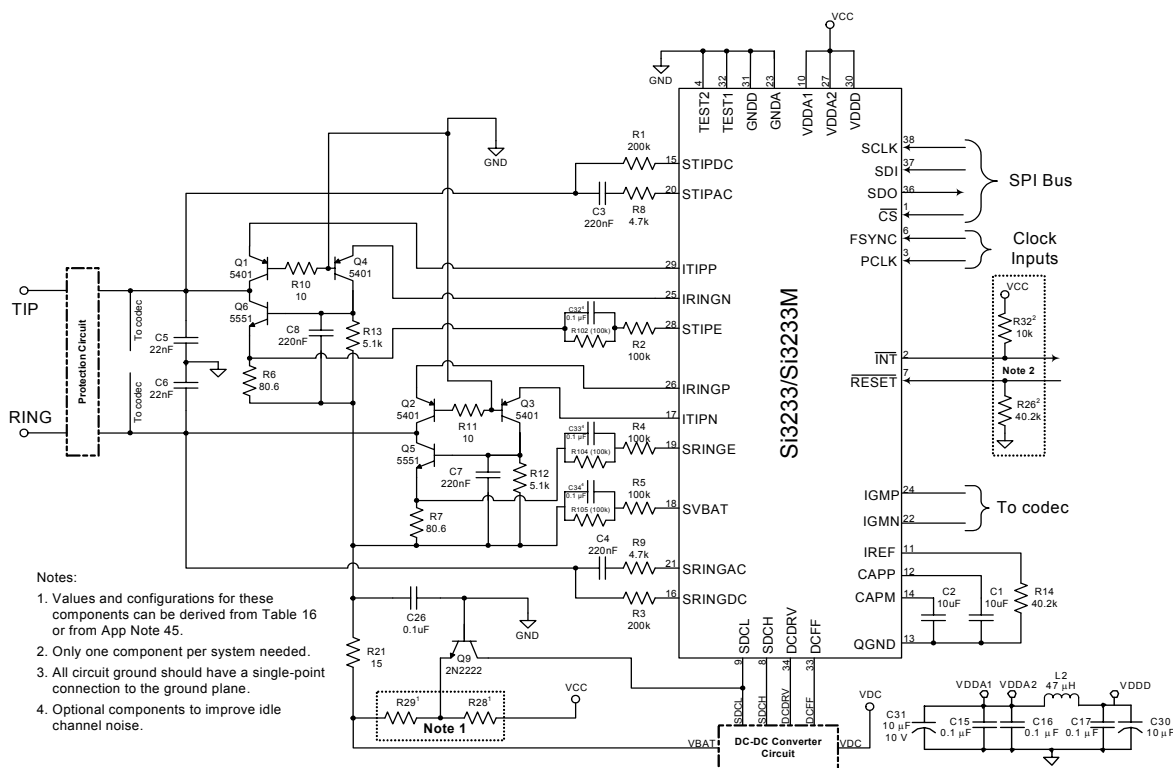 VCC
GND
4
32
31
23
10
27
30
TEST2
TEST1
GNDD
GNDA
VDDA1
VDDA2
VDDD
GND
R1
200k
15
STIPDC
20
STIPAC
C3
220nF
R8
4.7k
38
SCLK
37
SDI
36
SDO
1
CS
SPI Bus
6
FSYNC
3
PCLK
Clock
Inputs
Q1
5401
R10
10
Q4
5401
29
ITIPP
25
IRINGN
TIP
Protection Circuit
To codec
C5
22nF
Q6
5551
C8
220nF
R13
5.1k
C32⁴
0.1 µF
R102 (100k)
28
STIPE
R2
100k
VCC
R32²
10k
2
INT
Note 2
7
RESET
R26²
40.2k
Si3233/Si3233M
C6
22nF
To codec
R6
80.6
RING
26
IRINGP
17
ITIPN
Q2
5401
R11
10
Q3
5401
Q5
5551
C7
220nF
R12
5.1k
C33⁴
0.1 µF
R104 (100k)
R4
100k
19
SRINGE
C34⁴
0.1 µF
R105 (100k)
R5
100k
18
SVBAT
R7
80.6
24
IGMP
22
IGMN
To codec
C4
220nF
R9
4.7k
21
SRINGAC
16
SRINGDC
R3
200k
11
IREF
12
CAPP
14
CAPM
13
QGND
C2
10uF
C1
10uF
R14
40.2k
Notes:
1. Values and configurations for these
components can be derived from Table 16
or from App Note 45.
2. Only one component per system needed.
3. All circuit ground should have a single-point
connection to the ground plane.
4. Optional components to improve idle
channel noise.
C26
0.1uF
GND
R21
15
Q9
2N2222
R29¹
R28¹
Note 1
VCC
SDCL
SDCH
DCDRV
DCFF
9
8
34
33
SDCL
SDCH
DCDRV
DCFF
VBAT
DC-DC Converter
Circuit
VDC
VDC
VDDA1
VDDA2
L2
47 µH
VDDD
C31
10 µF
10 V
C15
0.1 µF
C16
0.1 µF
C17
0.1 µF
C30
10 µF